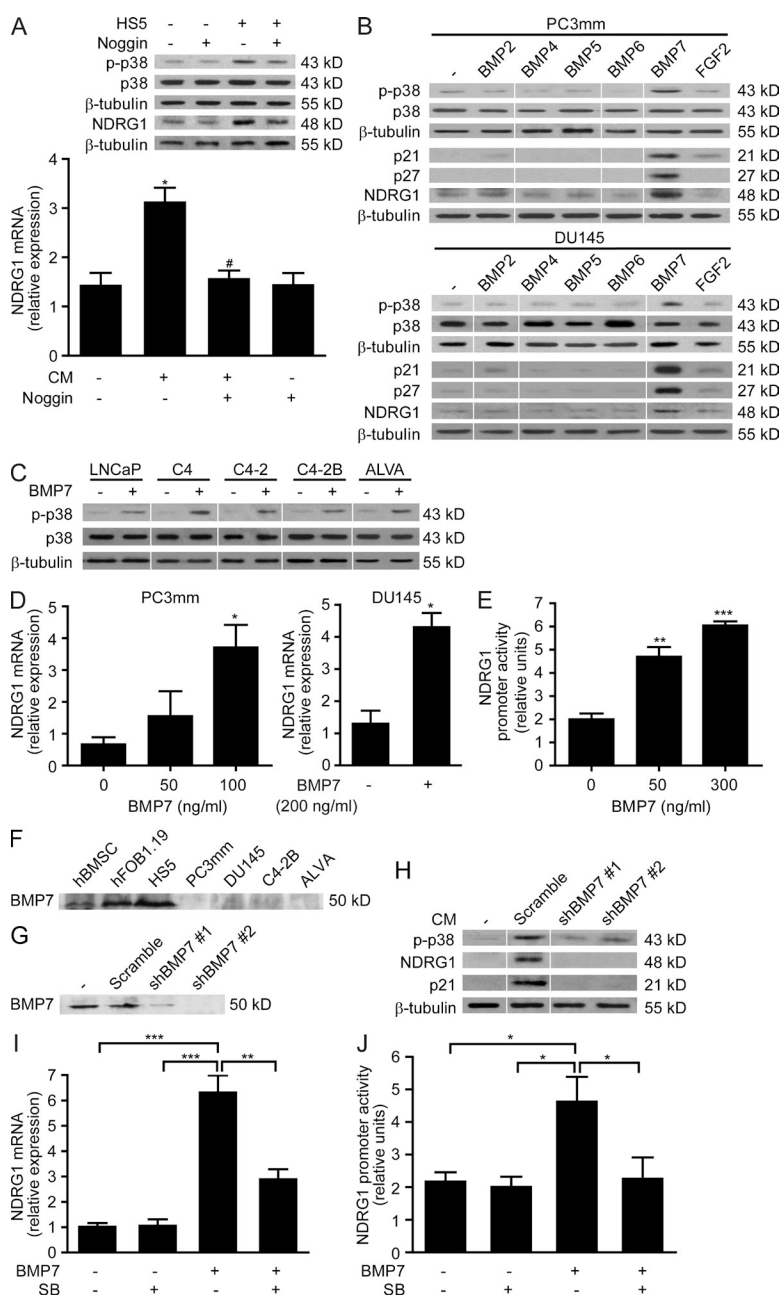 A
HS5 - - + +
Noggin - + - +
p-p38 43 kD
p38 43 kD
β-tubulin 55 kD
NDRG1 48 kD
β-tubulin 55 kD
NDRG1 mRNA
(relative expression)
4
3
2
1
0
*
#
CM - + + -
Noggin - - + +
B
PC3mm
- BMP2 BMP4 BMP5 BMP6 BMP7 FGF2
p-p38 43 kD
p38 43 kD
β-tubulin 55 kD
p21 21 kD
p27 27 kD
NDRG1 48 kD
β-tubulin 55 kD
DU145
- BMP2 BMP4 BMP5 BMP6 BMP7 FGF2
p-p38 43 kD
p38 43 kD
β-tubulin 55 kD
p21 21 kD
p27 27 kD
NDRG1 48 kD
β-tubulin 55 kD
C
LNCaP C4 C4-2 C4-2B ALVA
BMP7 - + - + - + - + - +
p-p38 43 kD
p38 43 kD
β-tubulin 55 kD
D
PC3mm
NDRG1 mRNA
(relative expression)
5
4
3
2
1
0
*
0 50 100
BMP7 (ng/ml)
DU145
NDRG1 mRNA
(relative expression)
5
4
3
2
1
0
*
BMP7 - +
(200 ng/ml)
E
NDRG1
promoter activity
(relative units)
7
6
5
4
3
2
1
0
**
***
0 50 300
BMP7 (ng/ml)
F
hBMSC hFOB1.19 HS5 PC3mm DU145 C4-2B ALVA
BMP7 50 kD
G
- Scramble shBMP7 #1 shBMP7 #2
BMP7 50 kD
H
CM - Scramble shBMP7 #1 shBMP7 #2
p-p38 43 kD
NDRG1 48 kD
p21 21 kD
β-tubulin 55 kD
I
NDRG1 mRNA
(relative expression)
7
6
5
4
3
2
1
0
***
*** **
BMP7 - - + +
SB - + - +
J
NDRG1 promoter activity
(relative units)
6
5
4
3
2
1
0
*
* *
BMP7 - - + +
SB - + - +